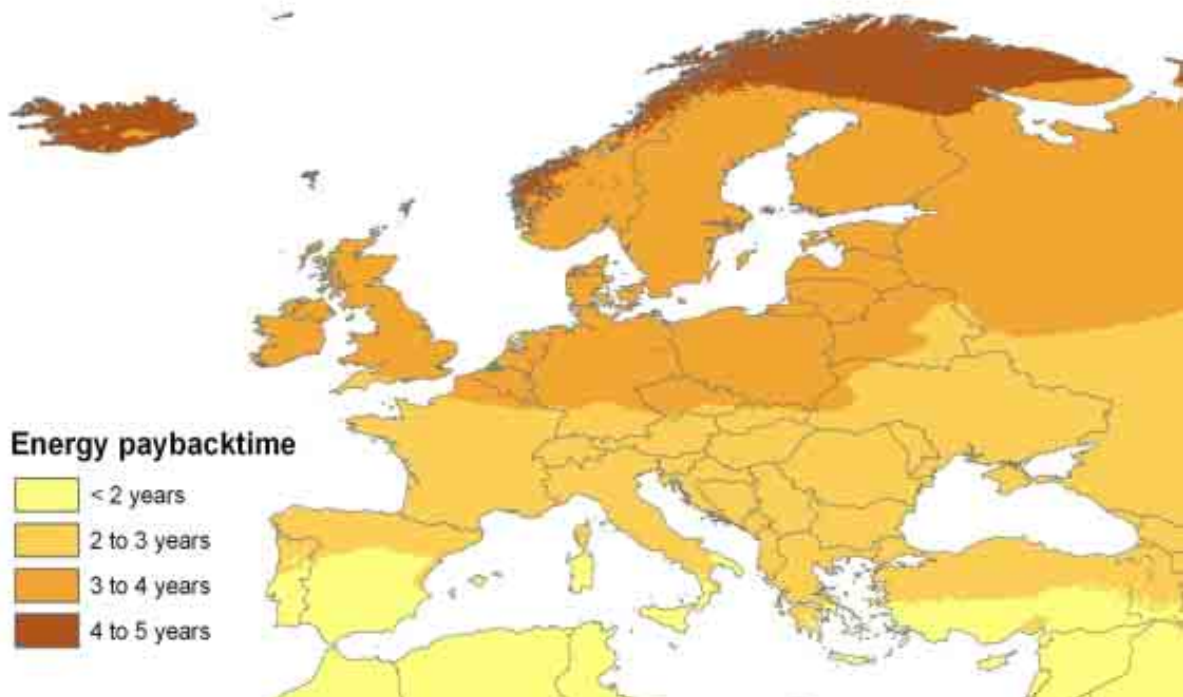 Energy paybacktime
< 2 years
2 to 3 years
3 to 4 years
4 to 5 years